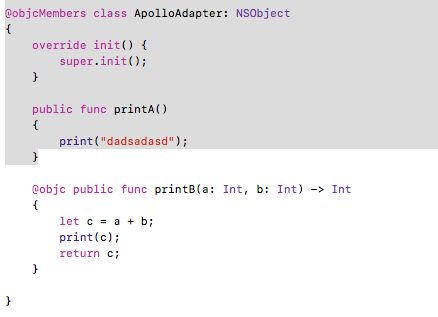 @objcMembers class ApolloAdapter: NSObject
{
    override init() {
        super.init();
    }

    public func printA()
    {
        print("dadsadasd");
    }

    @objc public func printB(a: Int, b: Int) -> Int
    {
        let c = a + b;
        print(c);
        return c;
    }

}